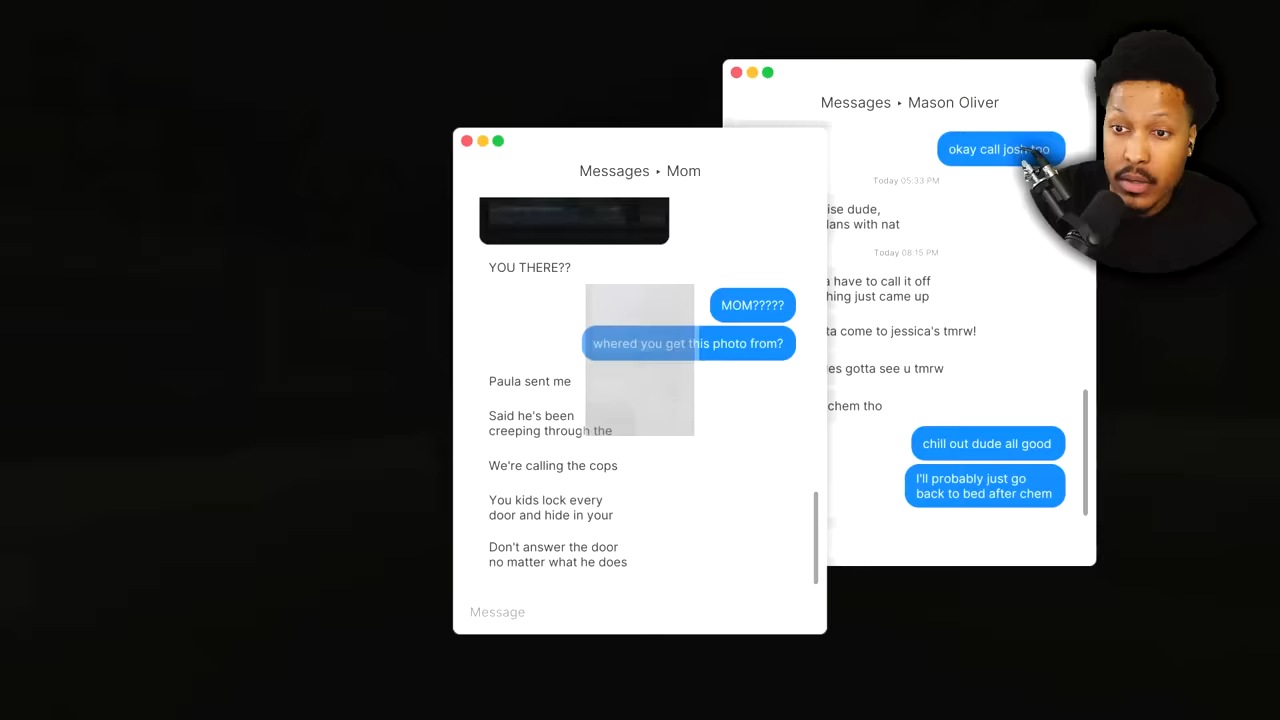 Messages ▸ Mason Oliver
okay call josh too
Today 05:33 PM
ise dude,
lans with nat
Today 08:15 PM
a have to call it off
hing just came up
ta come to jessica's tmrw!
es gotta see u tmrw
chem tho
chill out dude all good
I'll probably just go
back to bed after chem
Messages ▸ Mom
YOU THERE??
MOM?????
whered you get this photo from?
Paula sent me
Said he's been
creeping through the
We're calling the cops
You kids lock every
door and hide in your
Don't answer the door
no matter what he does
Message